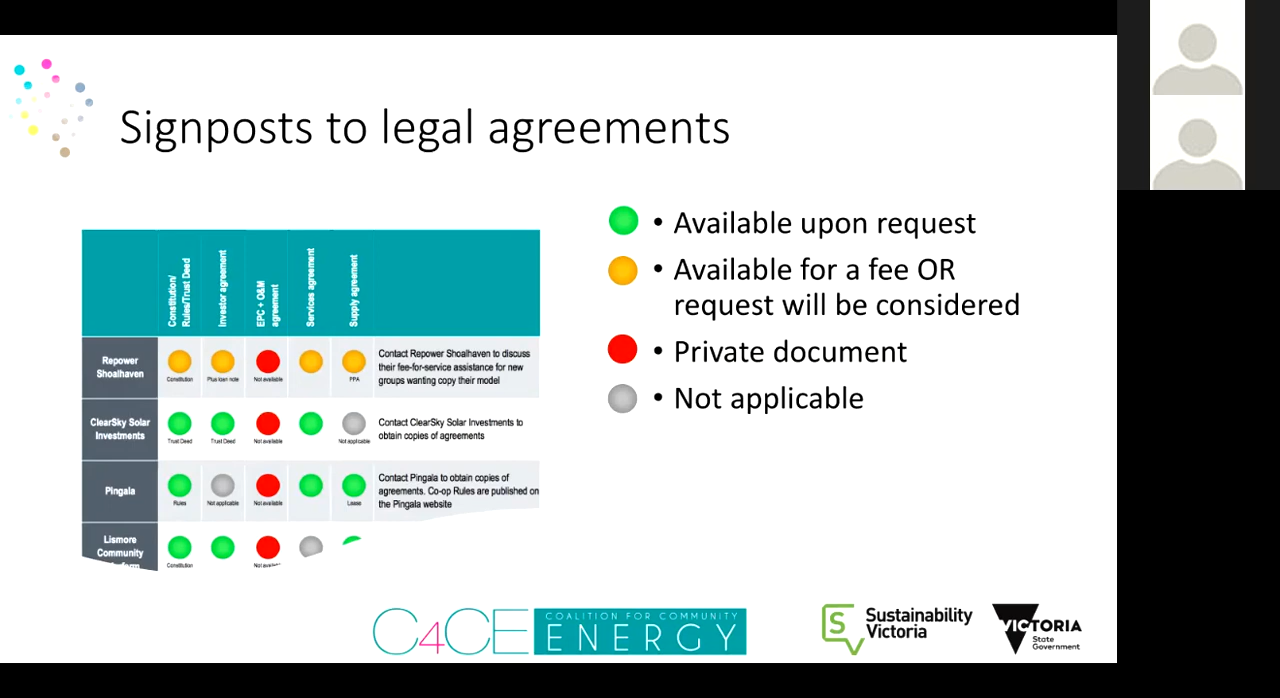 Signposts to legal agreements
Constitution/
Rules/Trust Deed
Investor agreement
EPC + O&M
agreement
Services agreement
Supply agreement
Repower
Shoalhaven
Constitution
Plus loan note
Not available
PPA
Contact Repower Shoalhaven to discuss
their fee-for-service assistance for new
groups wanting copy their model
ClearSky Solar
Investments
Trust Deed
Trust Deed
Not available
Not applicable
Contact ClearSky Solar Investments to
obtain copies of agreements
Pingala
Rules
Not applicable
Not available
Lease
Contact Pingala to obtain copies of
agreements. Co-op Rules are published on
the Pingala website
Lismore
Community
Constitution
• Available upon request
• Available for a fee OR
request will be considered
• Private document
• Not applicable
C4CE
COALITION FOR COMMUNITY
ENERGY
S
Sustainability
Victoria
VICTORIA
State
Government